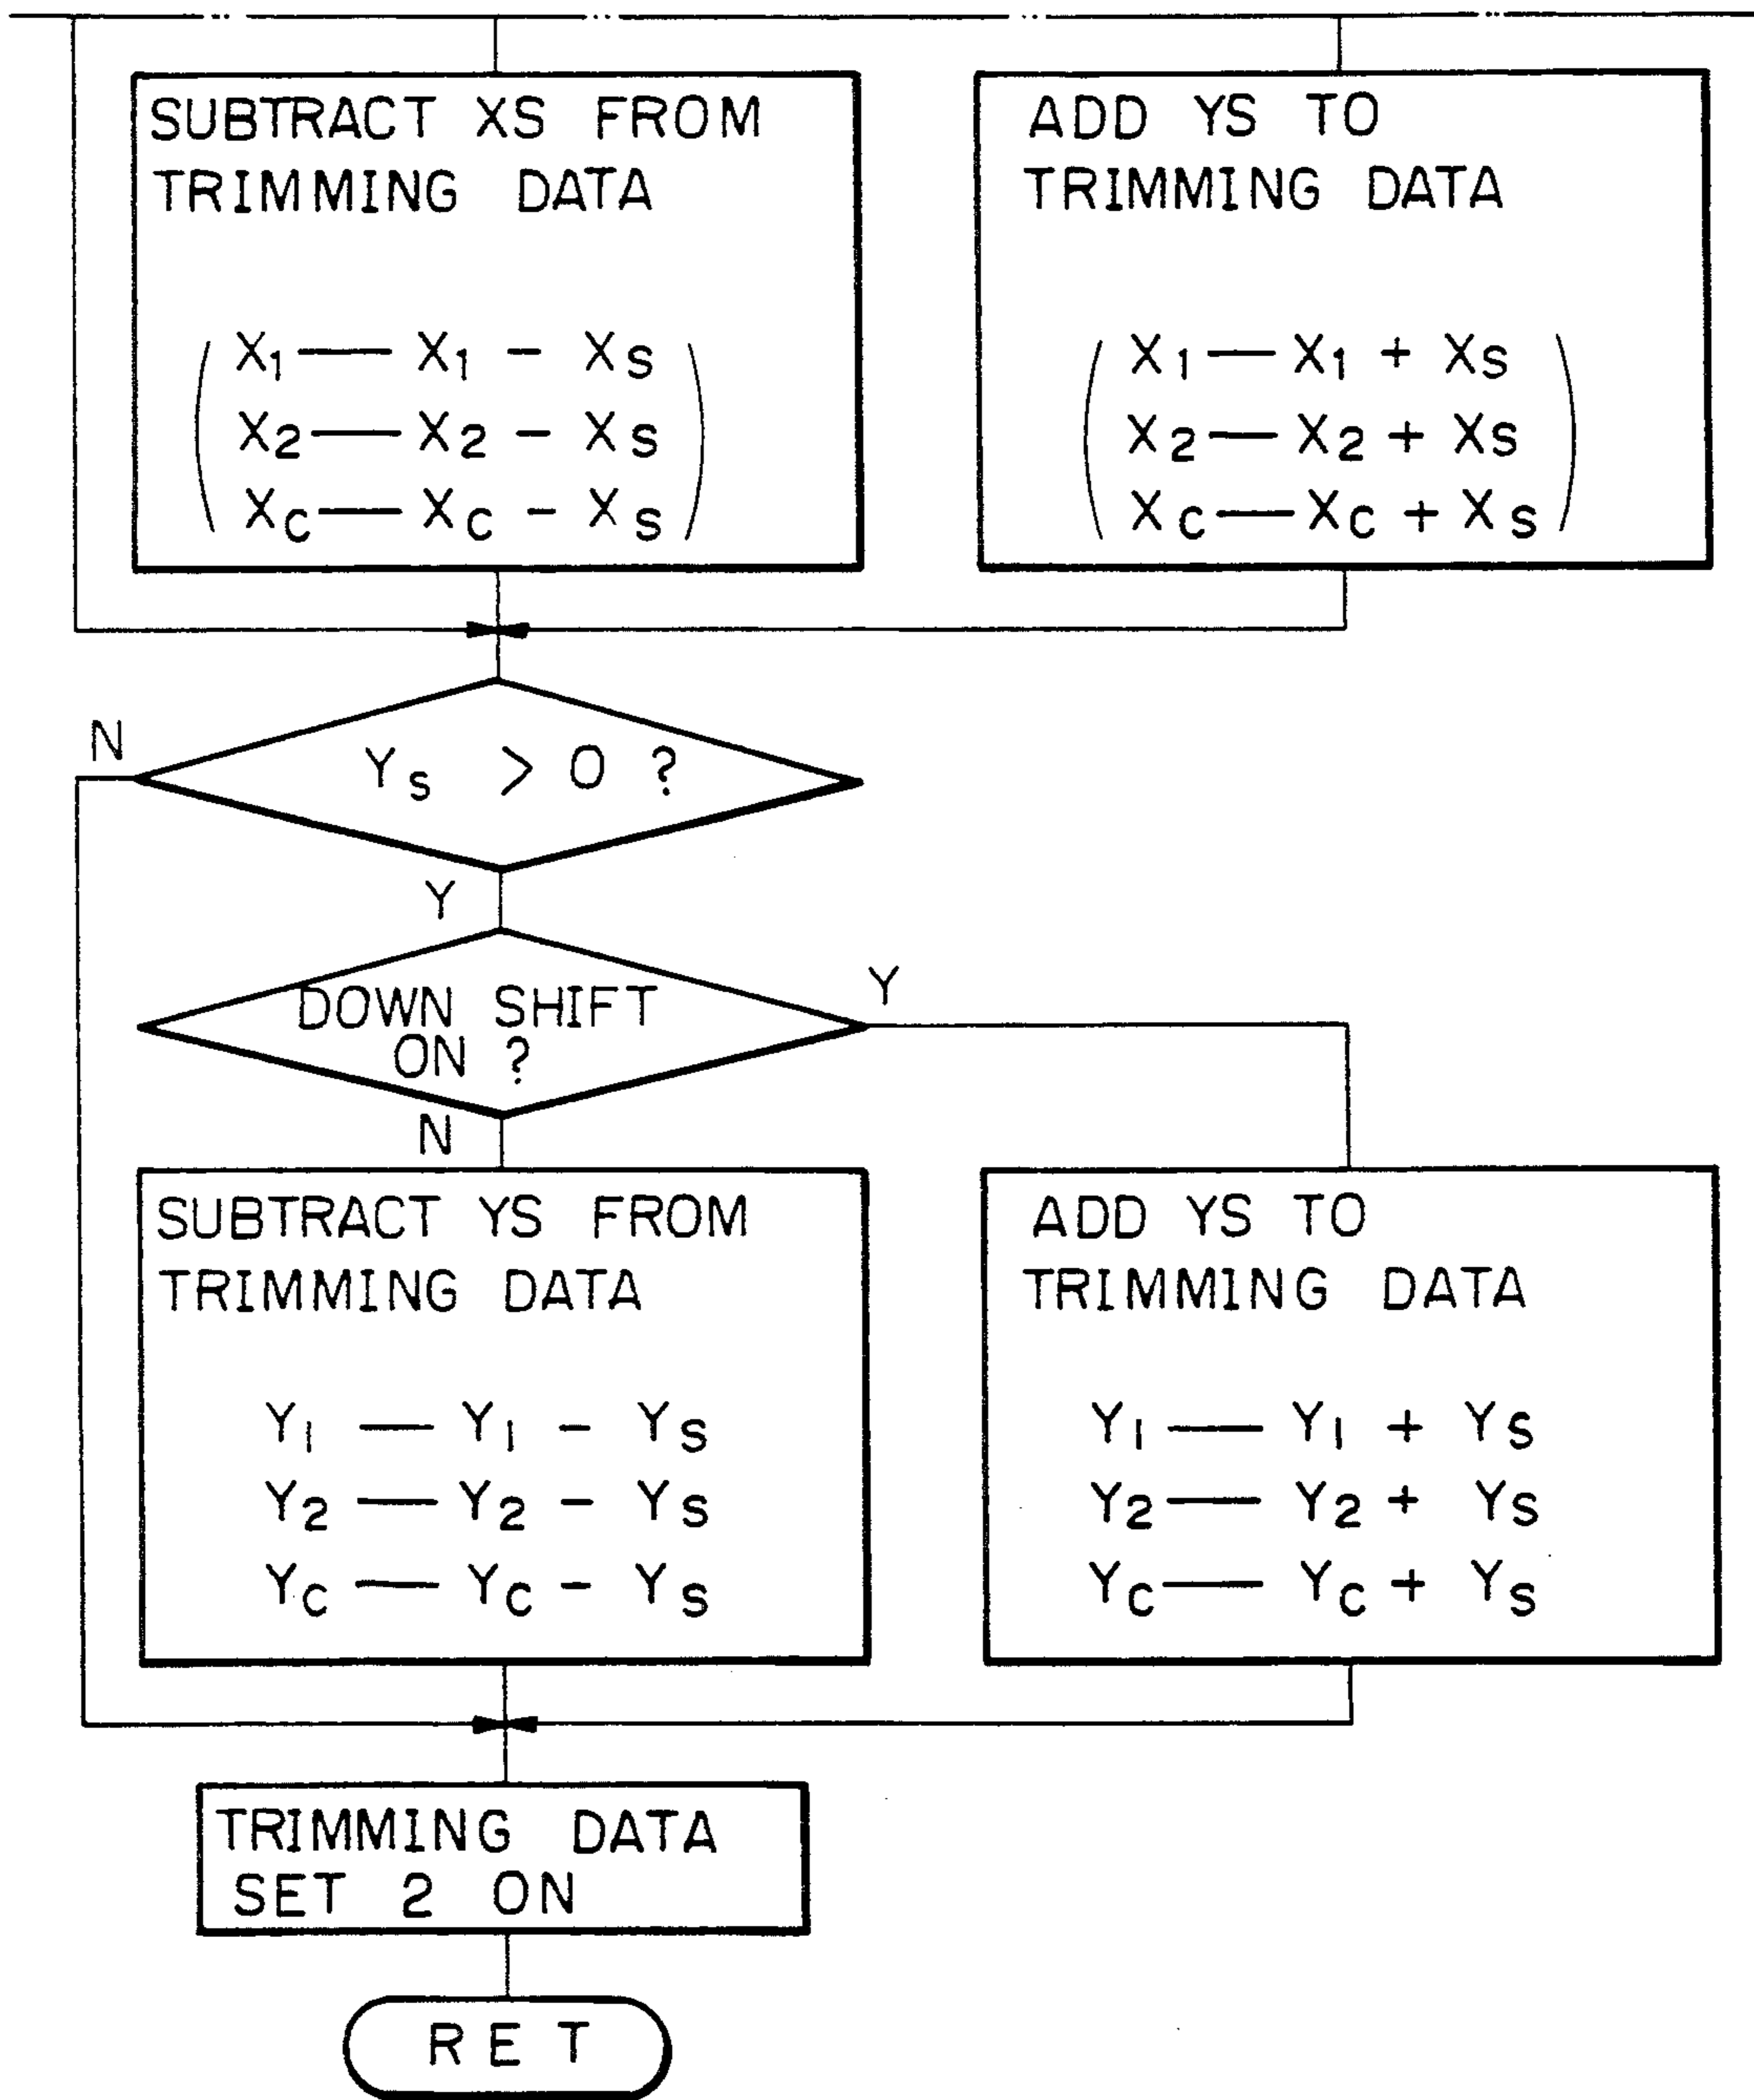 SUBTRACT XS FROM
TRIMMING DATA
X1 — X1 - XS
X2 — X2 - XS
XC — XC - XS
ADD YS TO
TRIMMING DATA
X1 — X1 + XS
X2 — X2 + XS
XC — XC + XS
N
YS > 0 ?
Y
DOWN SHIFT
ON ?
Y
N
SUBTRACT YS FROM
TRIMMING DATA
Y1 — Y1 - YS
Y2 — Y2 - YS
YC — YC - YS
ADD YS TO
TRIMMING DATA
Y1 — Y1 + YS
Y2 — Y2 + YS
YC — YC + YS
TRIMMING DATA
SET 2 ON
RET